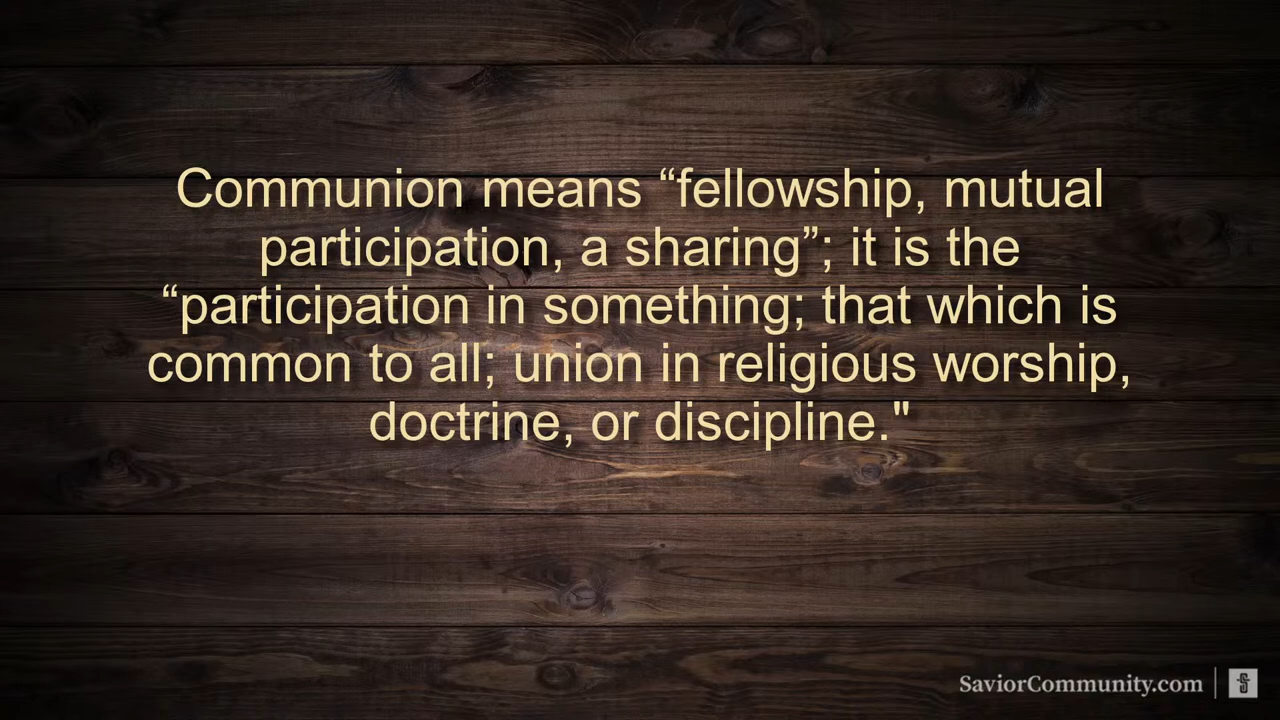 Communion means “fellowship, mutual
participation, a sharing”; it is the
“participation in something; that which is
common to all; union in religious worship,
doctrine, or discipline."
SaviorCommunity.com